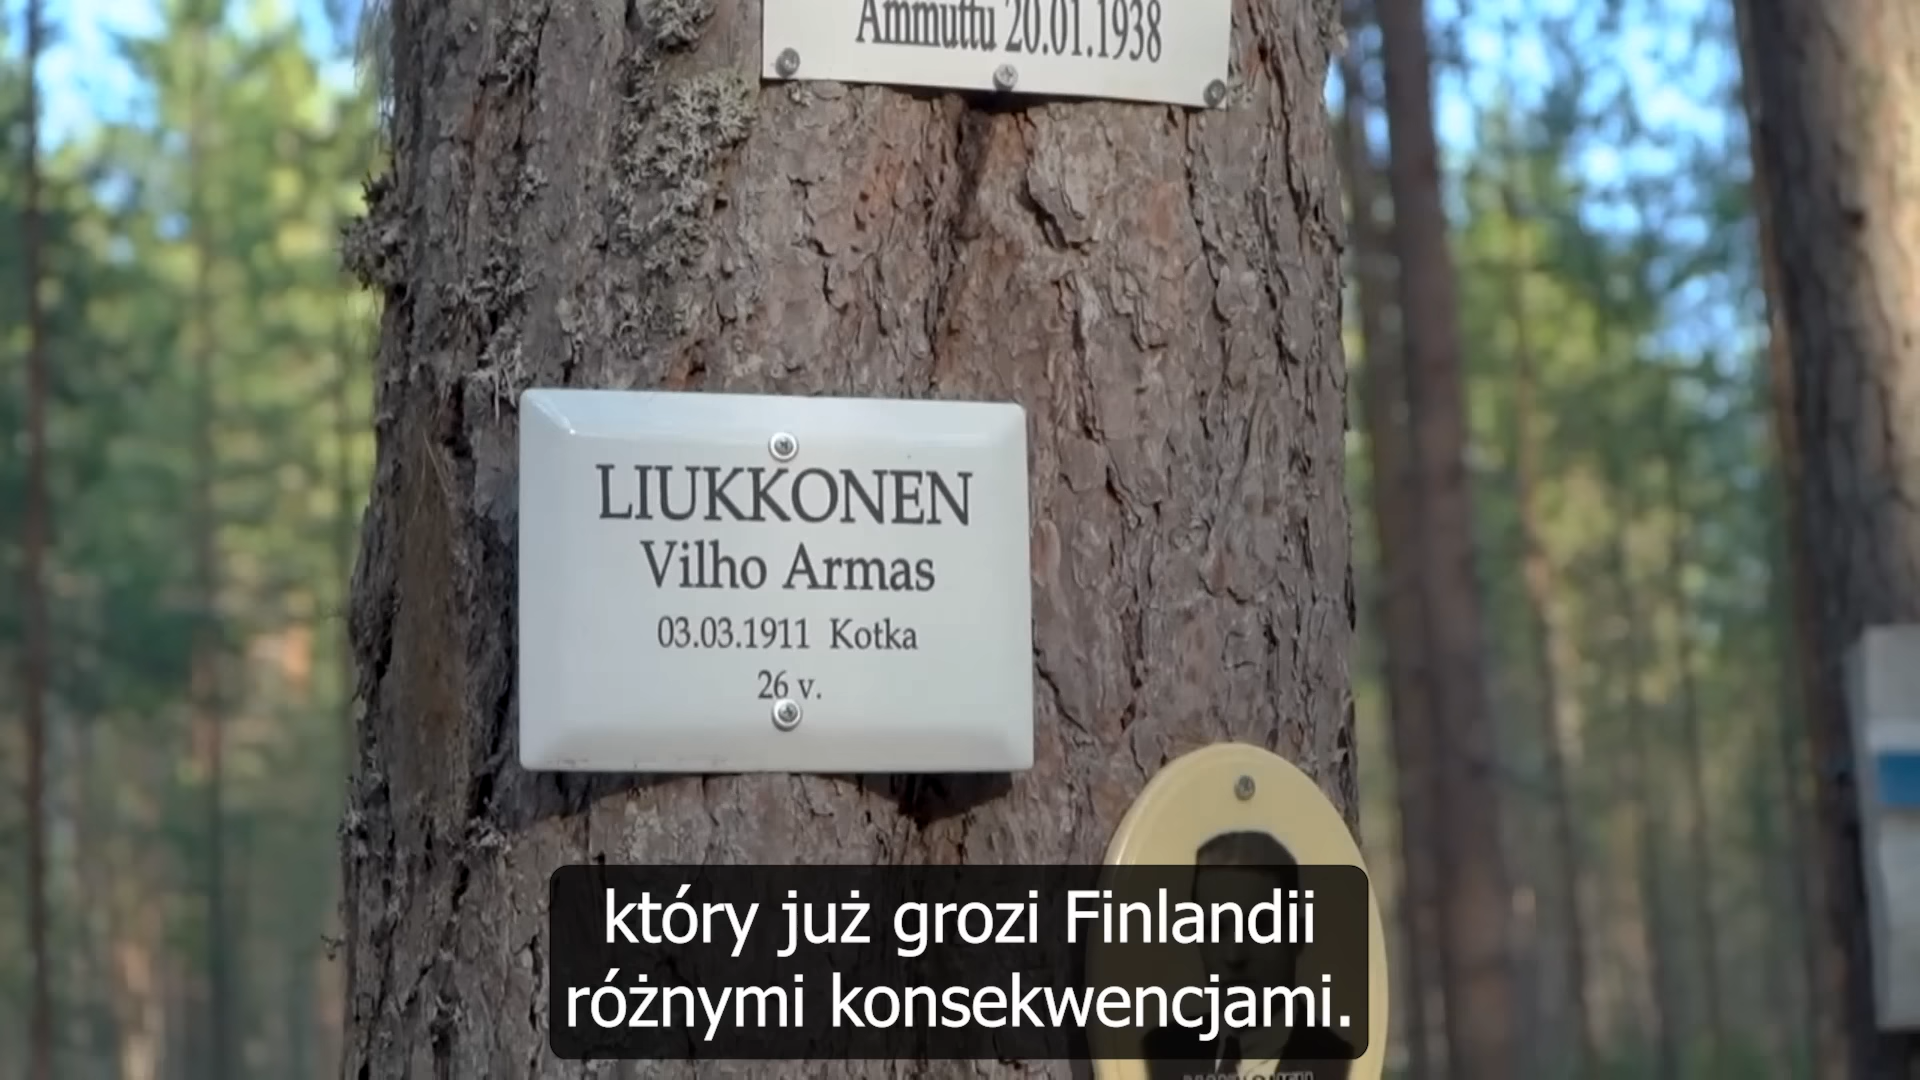 Ammuttu 20.01.1938
LIUKKONEN
Vilho Armas
03.03.1911 Kotka
26 v.
który już grozi Finlandii
różnymi konsekwencjami.